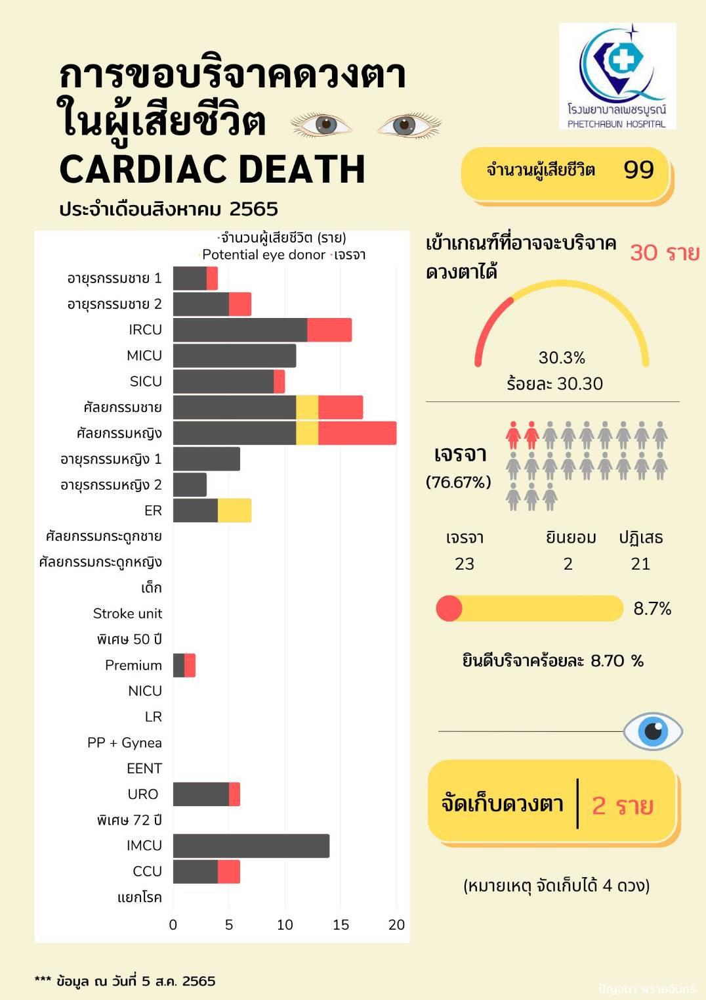 การขอบริจาคดวงตา
ในผู้เสียชีวิต
CARDIAC DEATH
ประจำเดือนสิงหาคม 2565
โรงพยาบาลเพชรบูรณ์
PHETCHABUN HOSPITAL
จำนวนผู้เสียชีวิต 99
จำนวนผู้เสียชีวิต (ราย)
Potential eye donor เจรจา
อายุรกรรมชาย 1
อายุรกรรมชาย 2
IRCU
MICU
SICU
ศัลยกรรมชาย
ศัลยกรรมหญิง
อายุรกรรมหญิง 1
อายุรกรรมหญิง 2
ER
ศัลยกรรมกระดูกชาย
ศัลยกรรมกระดูกหญิง
เด็ก
Stroke unit
พิเศษ 50 ปี
Premium
NICU
LR
PP + Gynea
EENT
URO
พิเศษ 72 ปี
IMCU
CCU
แยกโรค
0 5 10 15 20
เข้าเกณฑ์ที่อาจจะบริจาค
ดวงตาได้
30 ราย
30.3%
ร้อยละ 30.30
เจรจา
(76.67%)
เจรจา ยินยอม ปฏิเสธ
23 2 21
8.7%
ยินดีบริจาคร้อยละ 8.70 %
จัดเก็บดวงตา 2 ราย
(หมายเหตุ จัดเก็บได้ 4 ดวง)
*** ข้อมูล ณ วันที่ 5 ส.ค. 2565
ปัญจนา พรายอินทร์